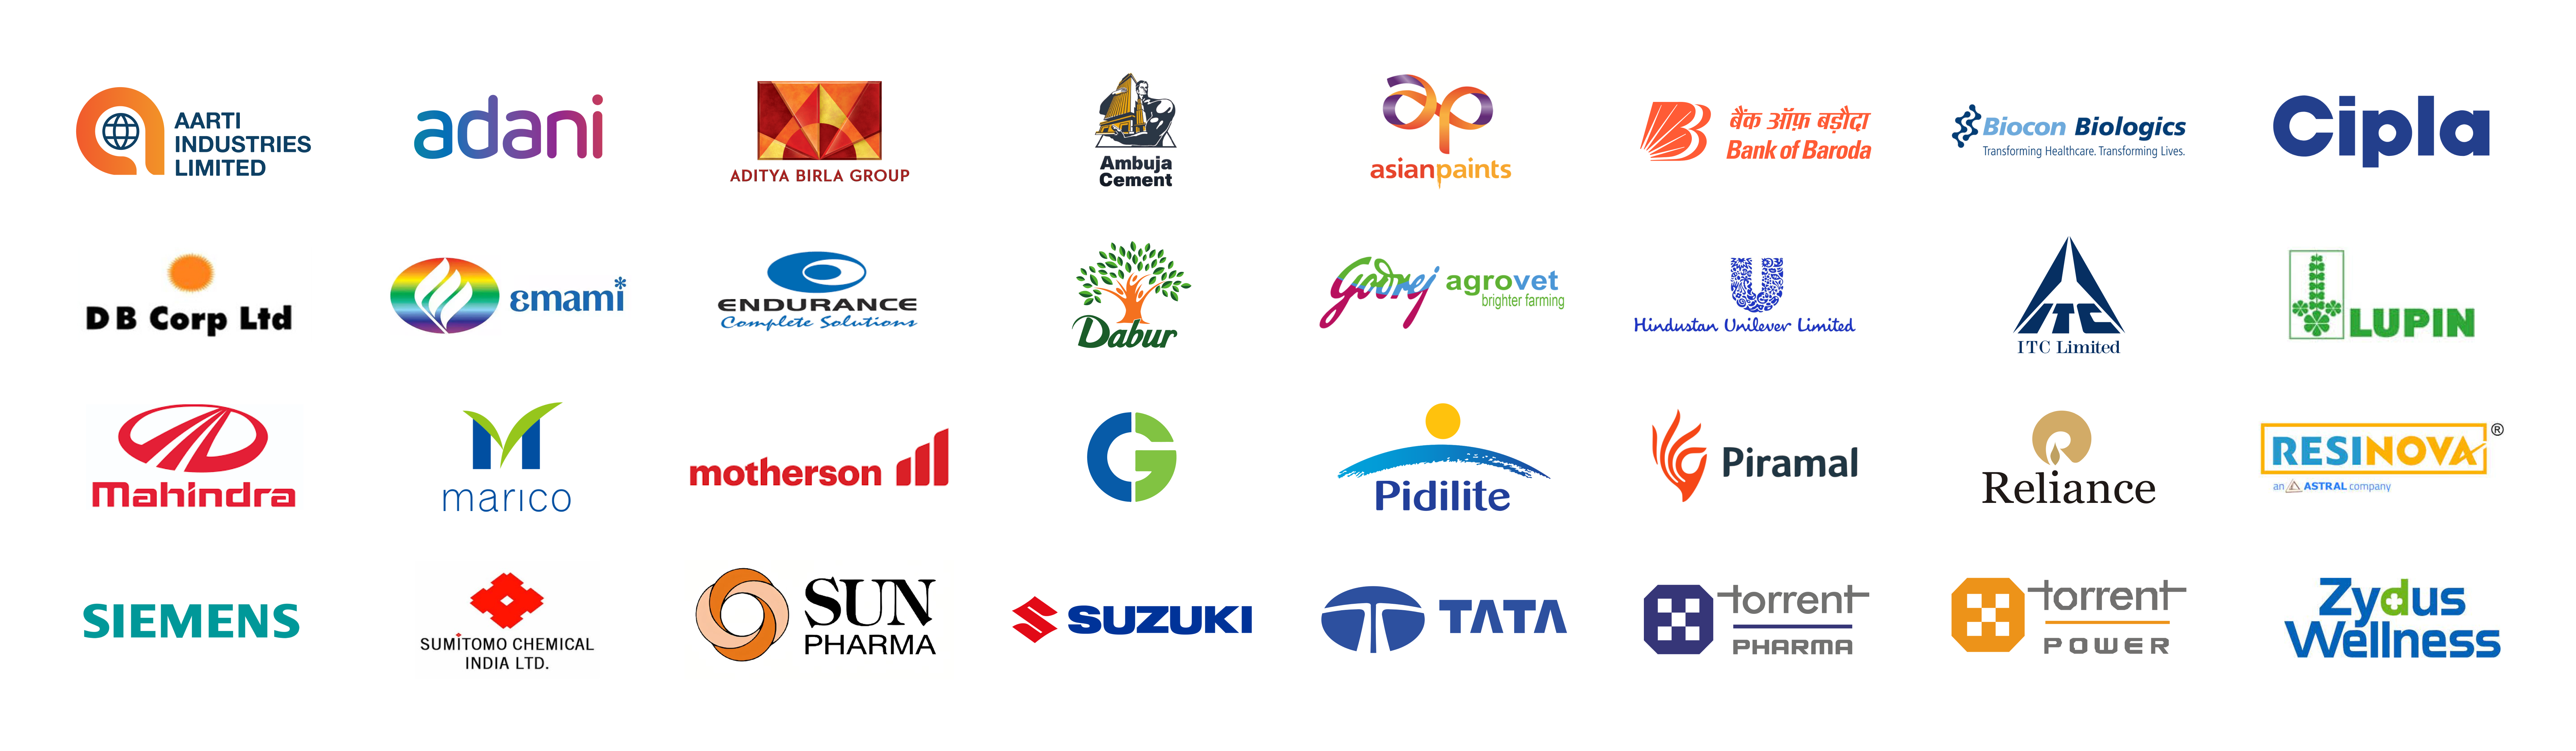 AARTI
INDUSTRIES
LIMITED
adani
ADITYA BIRLA GROUP
Ambuja
Cement
ap
asianpaints
बैंक ऑफ़ बड़ौदा
Bank of Baroda
Biocon Biologics
Transforming Healthcare. Transforming Lives.
Cipla
D B Corp Ltd
emami
ENDURANCE
Complete Solutions
Dabur
Godrej agrovet
brighter farming
Hindustan Unilever Limited
ITC
ITC Limited
LUPIN
Mahindra
marico
motherson
G
Pidilite
Piramal
Reliance
RESINOVA®
an ASTRAL company
SIEMENS
SUMITOMO CHEMICAL
INDIA LTD.
SUN
PHARMA
SUZUKI
TATA
torrent
PHARMA
torrent
POWER
Zydus
Wellness